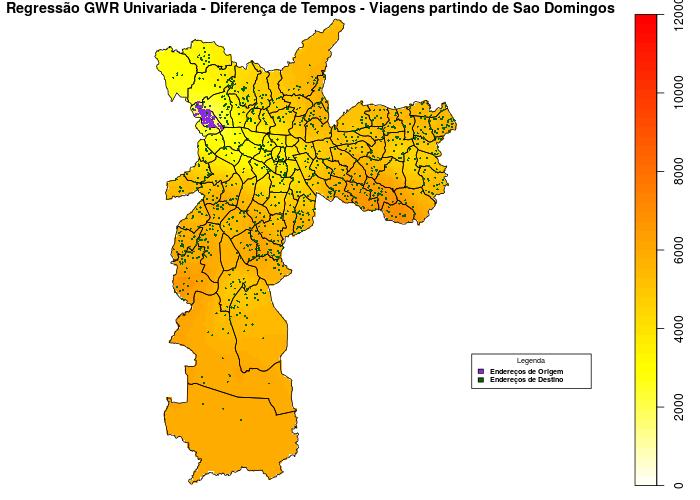 Regressão GWR Univariada - Diferença de Tempos - Viagens partindo de Sao Domingos
12000
10000
8000
6000
4000
2000
0
Legenda
Endereços de Origem
Endereços de Destino